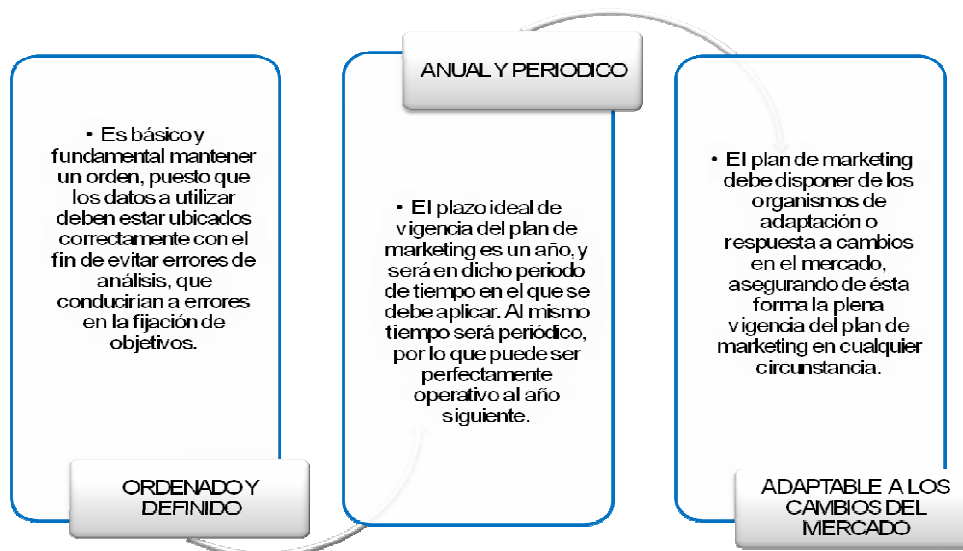 • Es básico y
fundamental mantener
un orden, puesto que
los datos a utilizar
deben estar ubicados
correctamente con el
fin de evitar errores de
análisis, que
conducirían a errores
en la fijación de
objetivos.
ORDENADO Y
DEFINIDO
ANUAL Y PERIODICO
• El plazo ideal de
vigencia del plan de
marketing es un año, y
será en dicho periodo
de tiempo en el que se
debe aplicar. Al mismo
tiempo será periódico,
por lo que puede ser
perfectamente
operativo al año
siguiente.
• El plan de marketing
debe disponer de los
organismos de
adaptación o
respuesta a cambios
en el mercado,
asegurando de ésta
forma la plena
vigencia del plan de
marketing en cualquier
circunstancia.
ADAPTABLE A LOS
CAMBIOS DEL
MERCADO